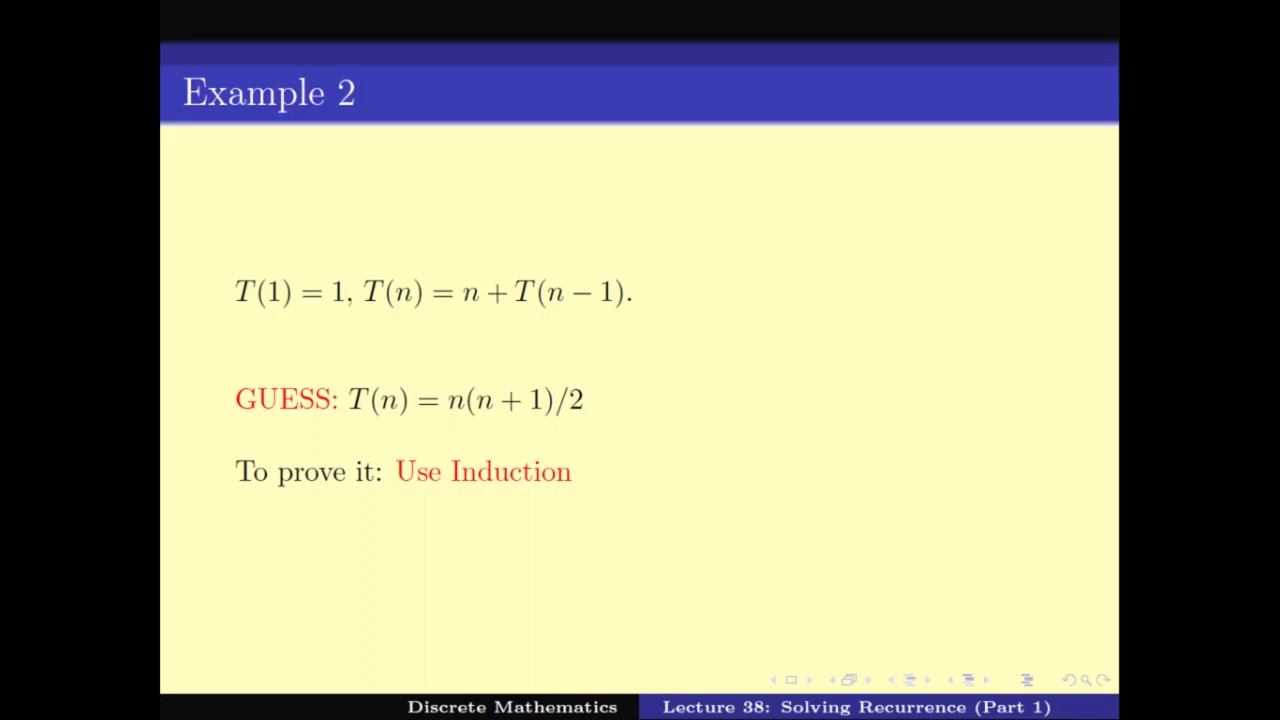 Example 2
T(1) = 1, T(n) = n + T(n − 1).
GUESS: T(n) = n(n + 1)/2
To prove it: Use Induction
Discrete Mathematics Lecture 38: Solving Recurrence (Part 1)